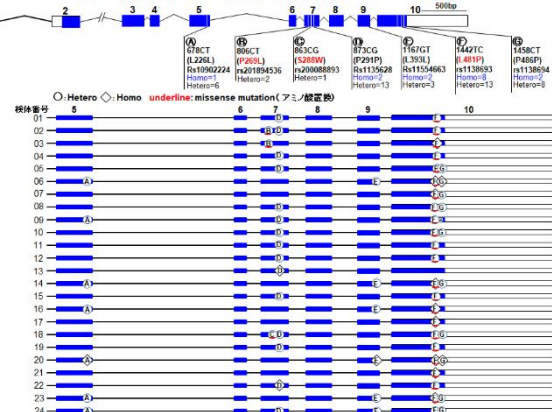 500bp
2 3 4 5 6 7 8 9 10
A B C D E F G
678CT 806CT 863CG 873CG 1167GT 1442TC 1458CT
(L226L) (P269L) (S288W) (P291P) (L393L) (L481P) (P486P)
Rs10902224 rs201894536 rs200088893 Rs1135628 Rs11554663 rs1138693 rs1138694
Homo=1 Hetero=2 Hetero=1 Homo=2 Homo=2 Homo=8 Homo=2
Hetero=6 Hetero=13 Hetero=3 Hetero=13 Hetero=8
○:Hetero ◇:Homo underline: missense mutation(アミノ酸置換)
検体番号 5 6 7 8 9 10
01 D F
02 B D F
03 B F
04 D F
05 D F G
06 A E F G
07 F G
08 D F G
09 A D F
10 D F G
11 D F
12 D F
13 D
14 A E F G
15 D F
16 A E F
17 F
18 C D F G
19 D F
20 A E F G
21 F
22 D F
23 A E F G
24 A D E F G